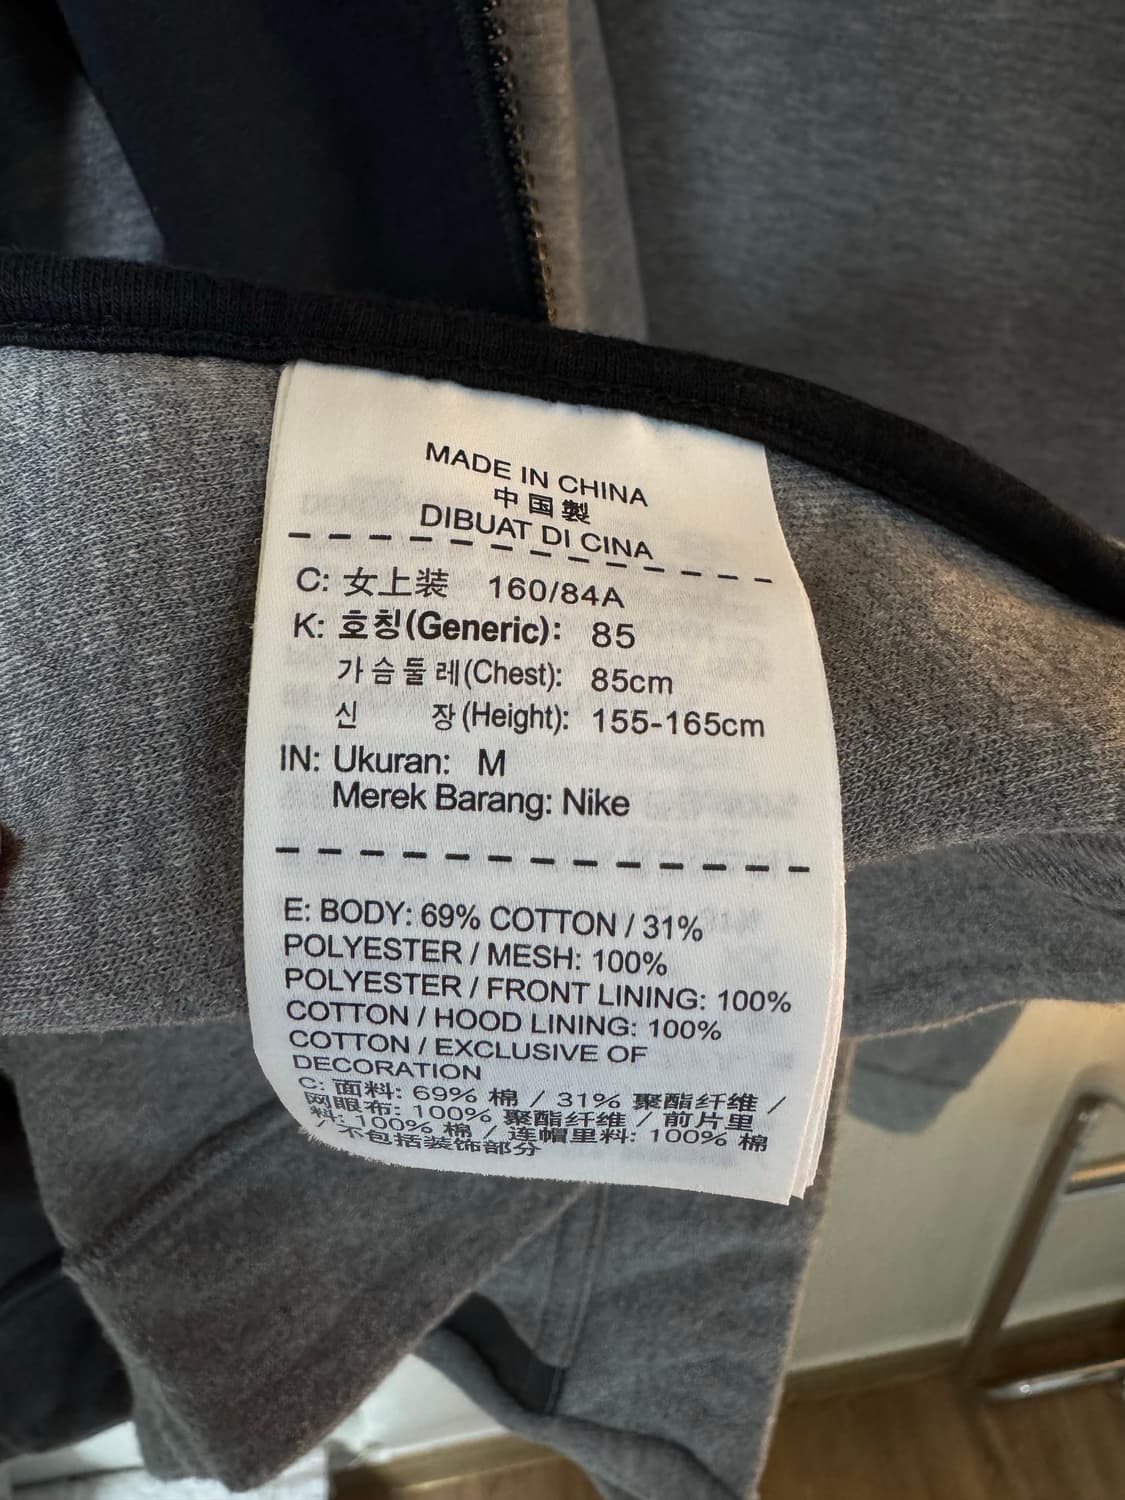 MADE IN CHINA
中国製
DIBUAT DI CINA
C: 女上装 160/84A
K: 호칭(Generic): 85
가슴둘레(Chest): 85cm
신 장(Height): 155-165cm
IN: Ukuran: M
Merek Barang: Nike
E: BODY: 69% COTTON / 31%
POLYESTER / MESH: 100%
POLYESTER / FRONT LINING: 100%
COTTON / HOOD LINING: 100%
COTTON / EXCLUSIVE OF
DECORATION
C: 面料: 69% 棉 / 31% 聚酯纤维 /
网眼布: 100% 聚酯纤维 / 前片里
料: 100% 棉 / 连帽里料: 100% 棉
/ 不包括装饰部分